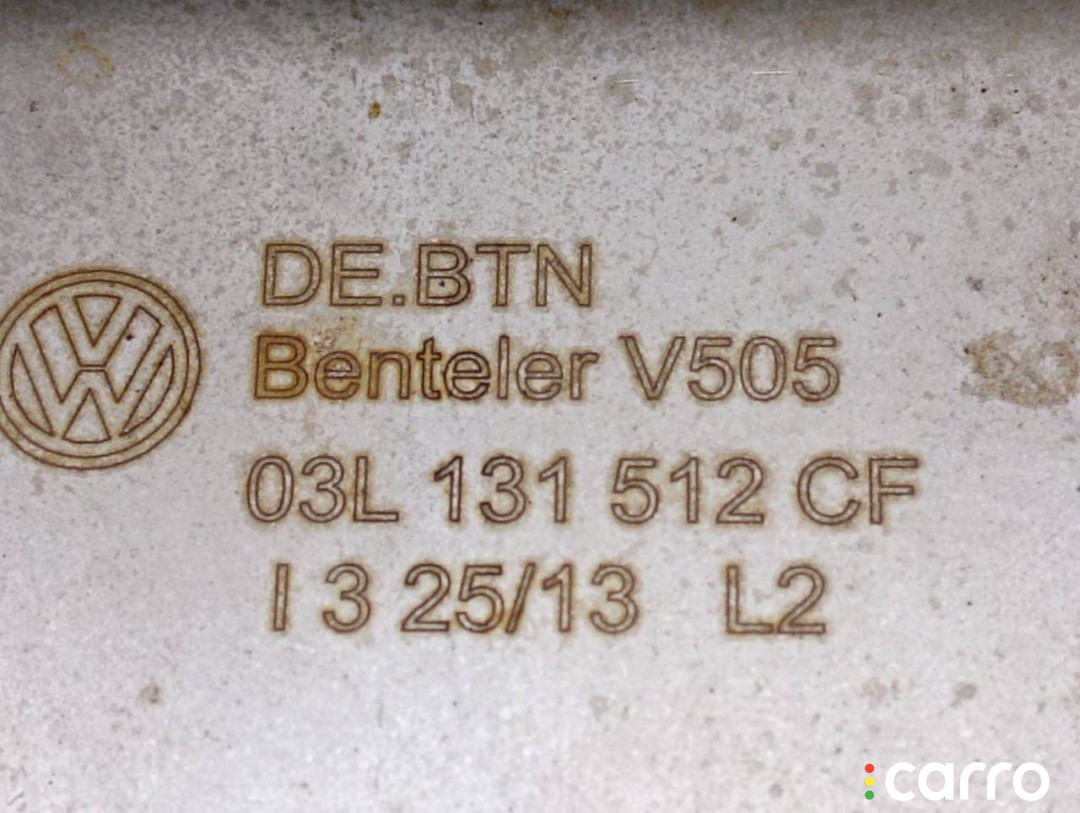 DE.BTN
Benteler V505
03L 131 512 CF
I 3 25/13 L2
carro